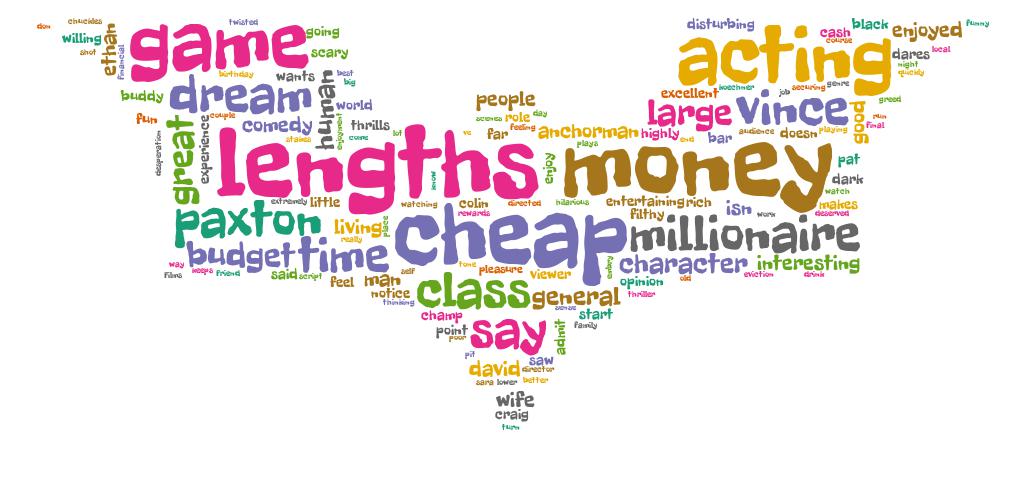 don chuckles twisted disturbing black enjoyed funny
willing ethan game going acting cash course local
shot financial scary dares night quickly
birthday wants best big excellent koechner job securing genre
buddy dream human world large vince good greed
fun couple people role day scenes feeling run final
comedy enjoyment thrills lot far anchorman highly bar audience doesn playing
desperation great experience stakes come ve plays end
lengths know enjoy money pat dark watch
extremely little watching colin directed hilarious entertaining rich makes
paxton living place rewards cheap filthy isn work deserved
really millionaire
budget time character interesting
way films keeps friend said script self tone pleasure viewer entry old eviction drink
feel man opinion thriller
notice thinking class general sense
champ start family
point poor say admit
pit saw
david director
sara lower better
wife
craig
turn